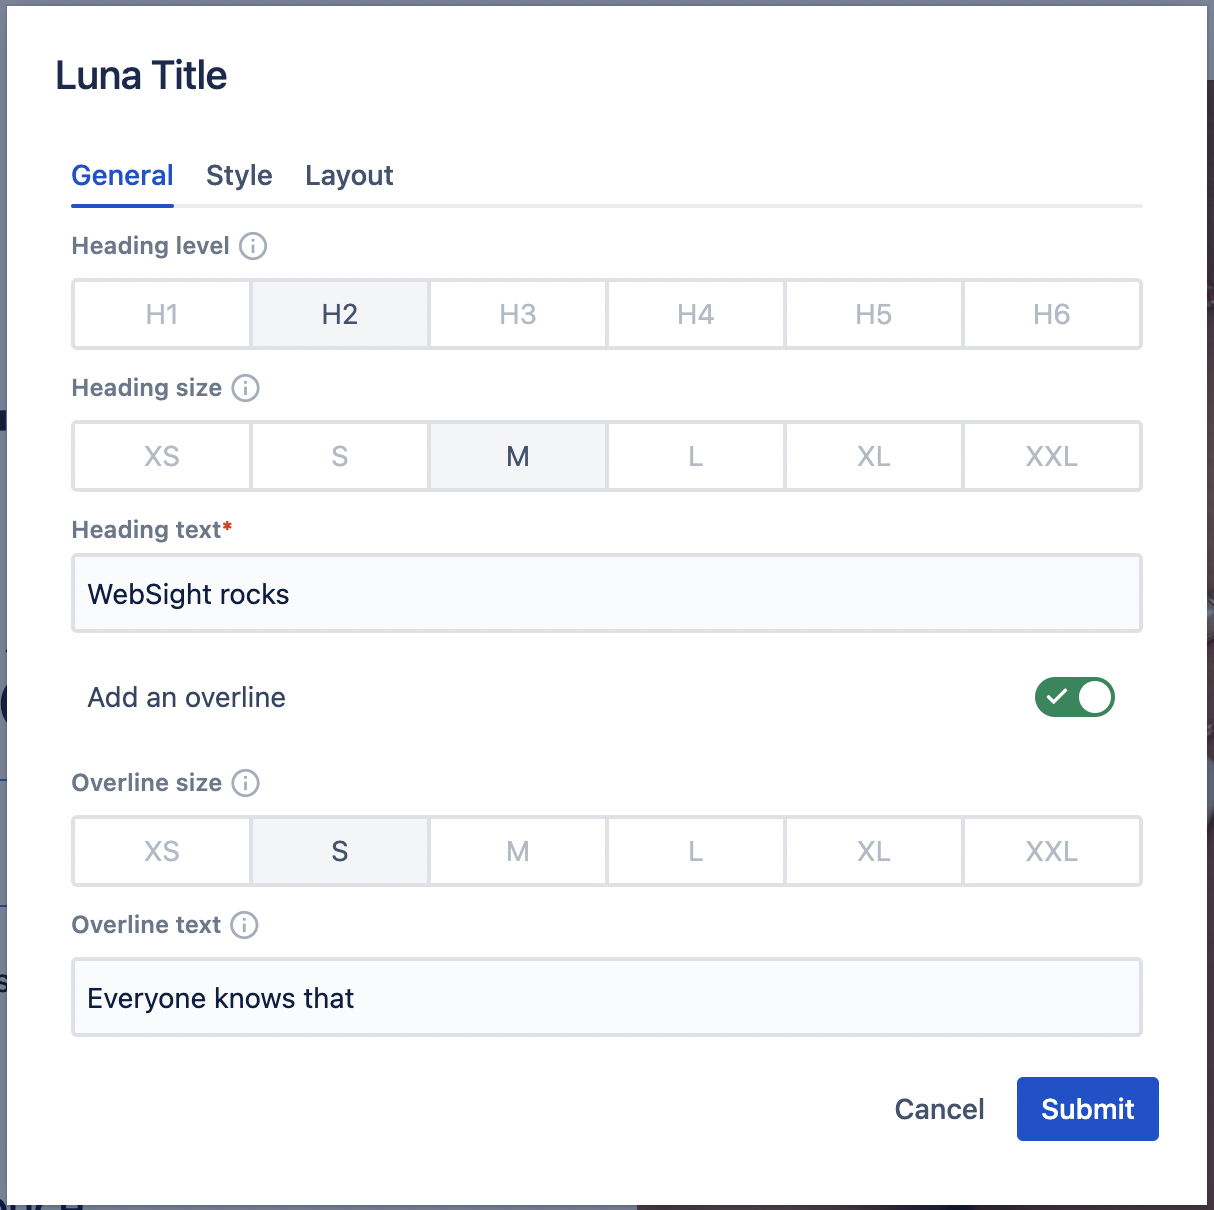 Luna Title
General Style Layout
Heading level
H1 H2 H3 H4 H5 H6
Heading size
XS S M L XL XXL
Heading text*
WebSight rocks
Add an overline
Overline size
XS S M L XL XXL
Overline text
Everyone knows that
Cancel Submit